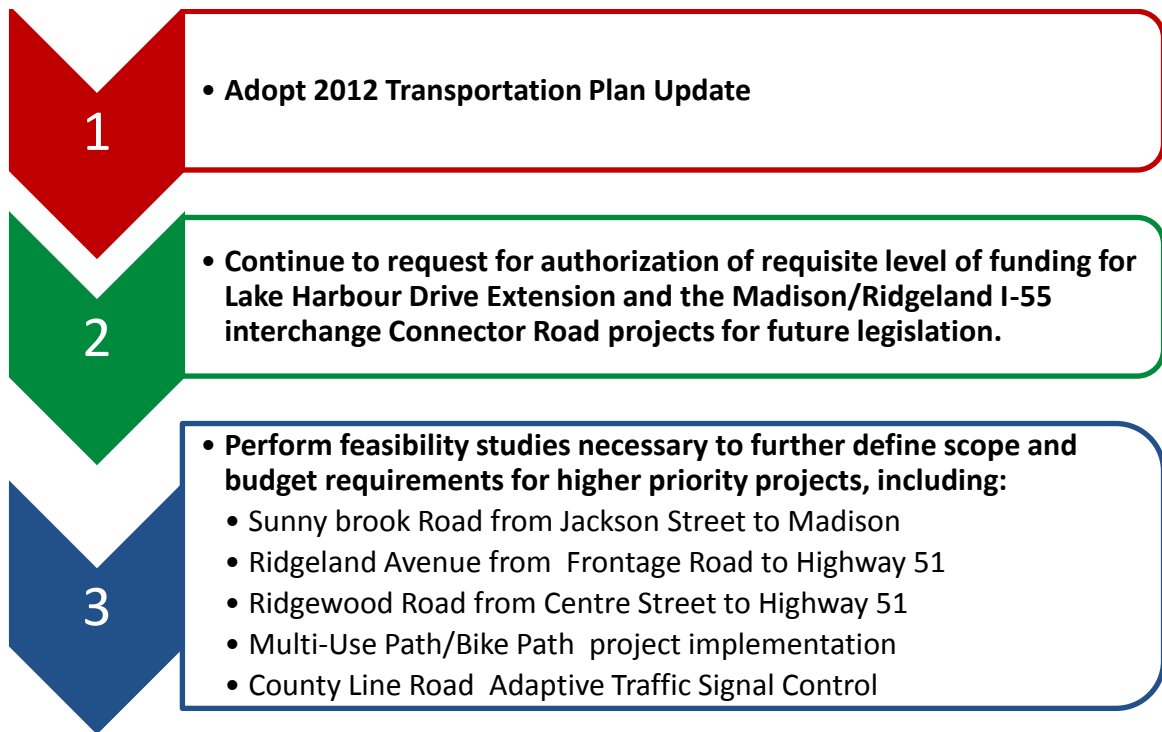 1
• Adopt 2012 Transportation Plan Update
2
• Continue to request for authorization of requisite level of funding for
Lake Harbour Drive Extension and the Madison/Ridgeland I-55
interchange Connector Road projects for future legislation.
3
• Perform feasibility studies necessary to further define scope and
budget requirements for higher priority projects, including:
• Sunny brook Road from Jackson Street to Madison
• Ridgeland Avenue from  Frontage Road to Highway 51
• Ridgewood Road from Centre Street to Highway 51
• Multi-Use Path/Bike Path  project implementation
• County Line Road  Adaptive Traffic Signal Control